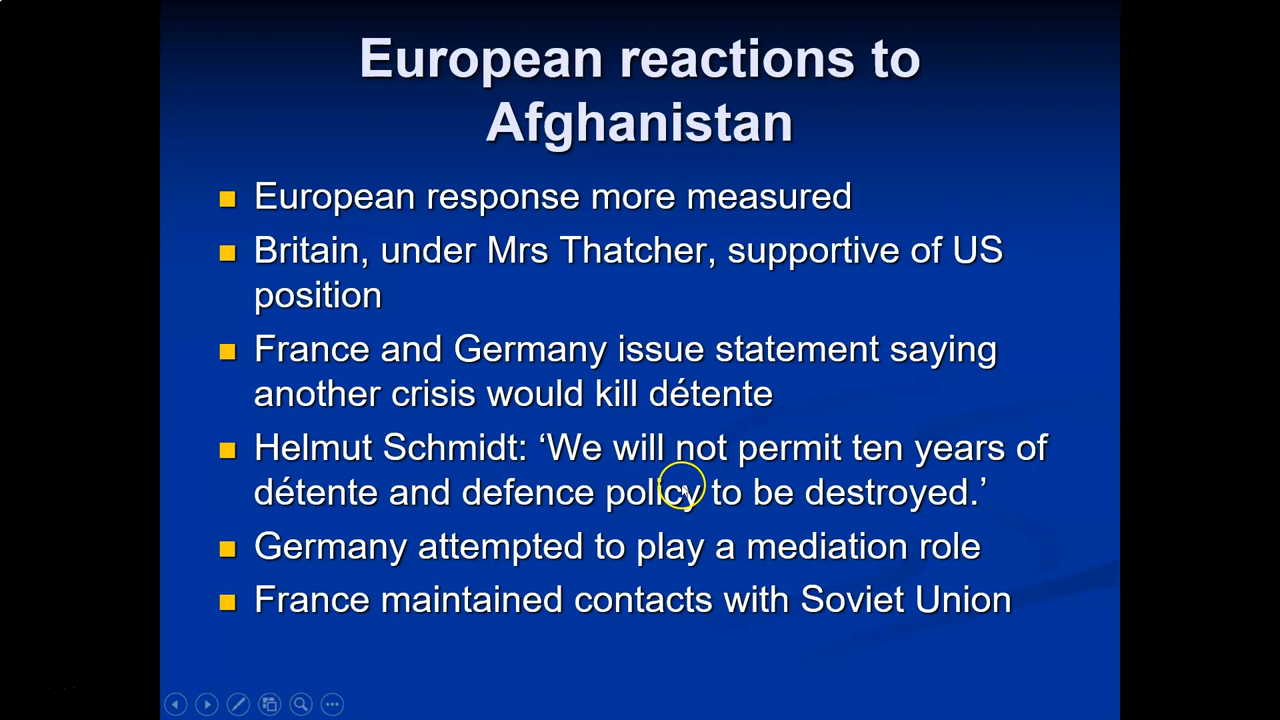 European reactions to
Afghanistan
European response more measured
Britain, under Mrs Thatcher, supportive of US
position
France and Germany issue statement saying
another crisis would kill détente
Helmut Schmidt: ‘We will not permit ten years of
détente and defence policy to be destroyed.’
Germany attempted to play a mediation role
France maintained contacts with Soviet Union